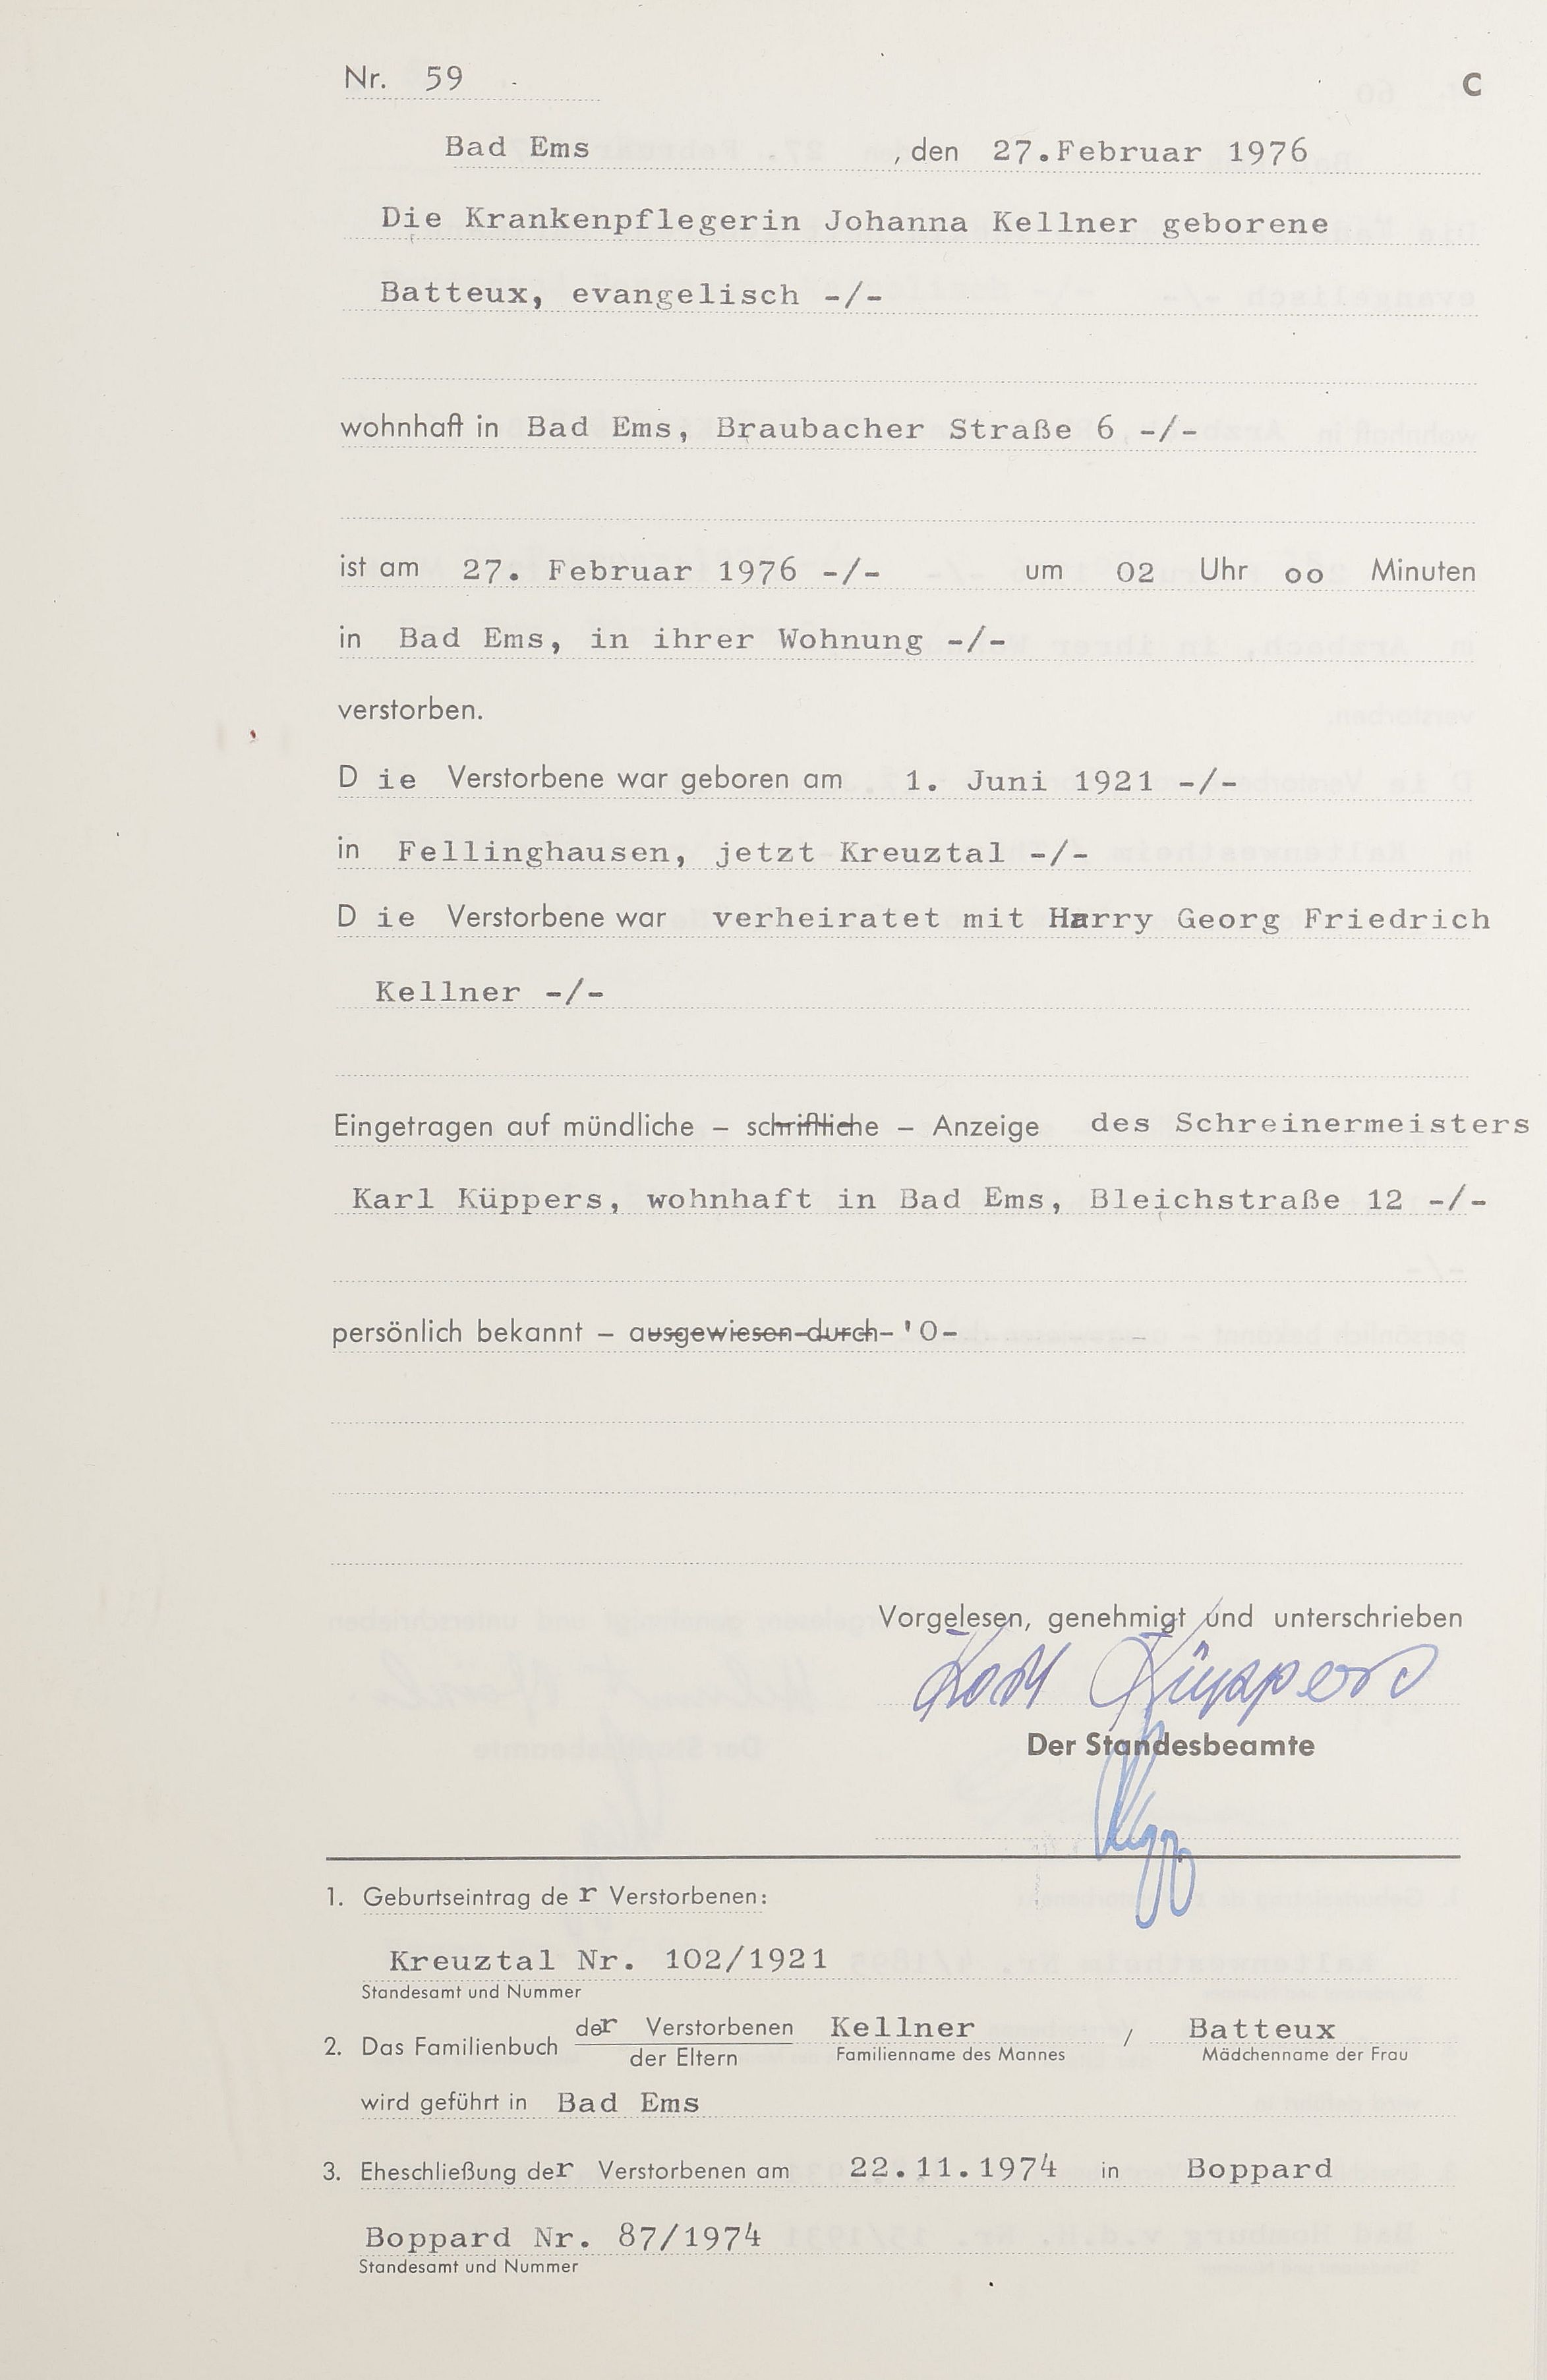 Nr. 59 C
Bad Ems , den 27.Februar 1976
Die Krankenpflegerin Johanna Kellner geborene
Batteux, evangelisch -/-
wohnhaft in Bad Ems, Braubacher Straße 6 -/-
ist am 27. Februar 1976 -/- um 02 Uhr oo Minuten
in Bad Ems, in ihrer Wohnung -/-
verstorben.
D ie Verstorbene war geboren am 1. Juni 1921 -/-
in Fellinghausen, jetzt Kreuztal -/-
D ie Verstorbene war verheiratet mit Harry Georg Friedrich
Kellner -/-
Eingetragen auf mündliche – schriftliche – Anzeige des Schreinermeisters
Karl Küppers, wohnhaft in Bad Ems, Bleichstraße 12 -/-
persönlich bekannt – ausgewiesen durch- 'O-
Vorgelesen, genehmigt und unterschrieben
Karl Küppers
Der Standesbeamte
1. Geburtseintrag de r Verstorbenen:
Kreuztal Nr. 102/1921
Standesamt und Nummer
2. Das Familienbuch der Verstorbenen Kellner / Batteux
der Eltern Familienname des Mannes Mädchenname der Frau
wird geführt in Bad Ems
3. Eheschließung der Verstorbenen am 22.11.1974 in Boppard
Boppard Nr. 87/1974
Standesamt und Nummer